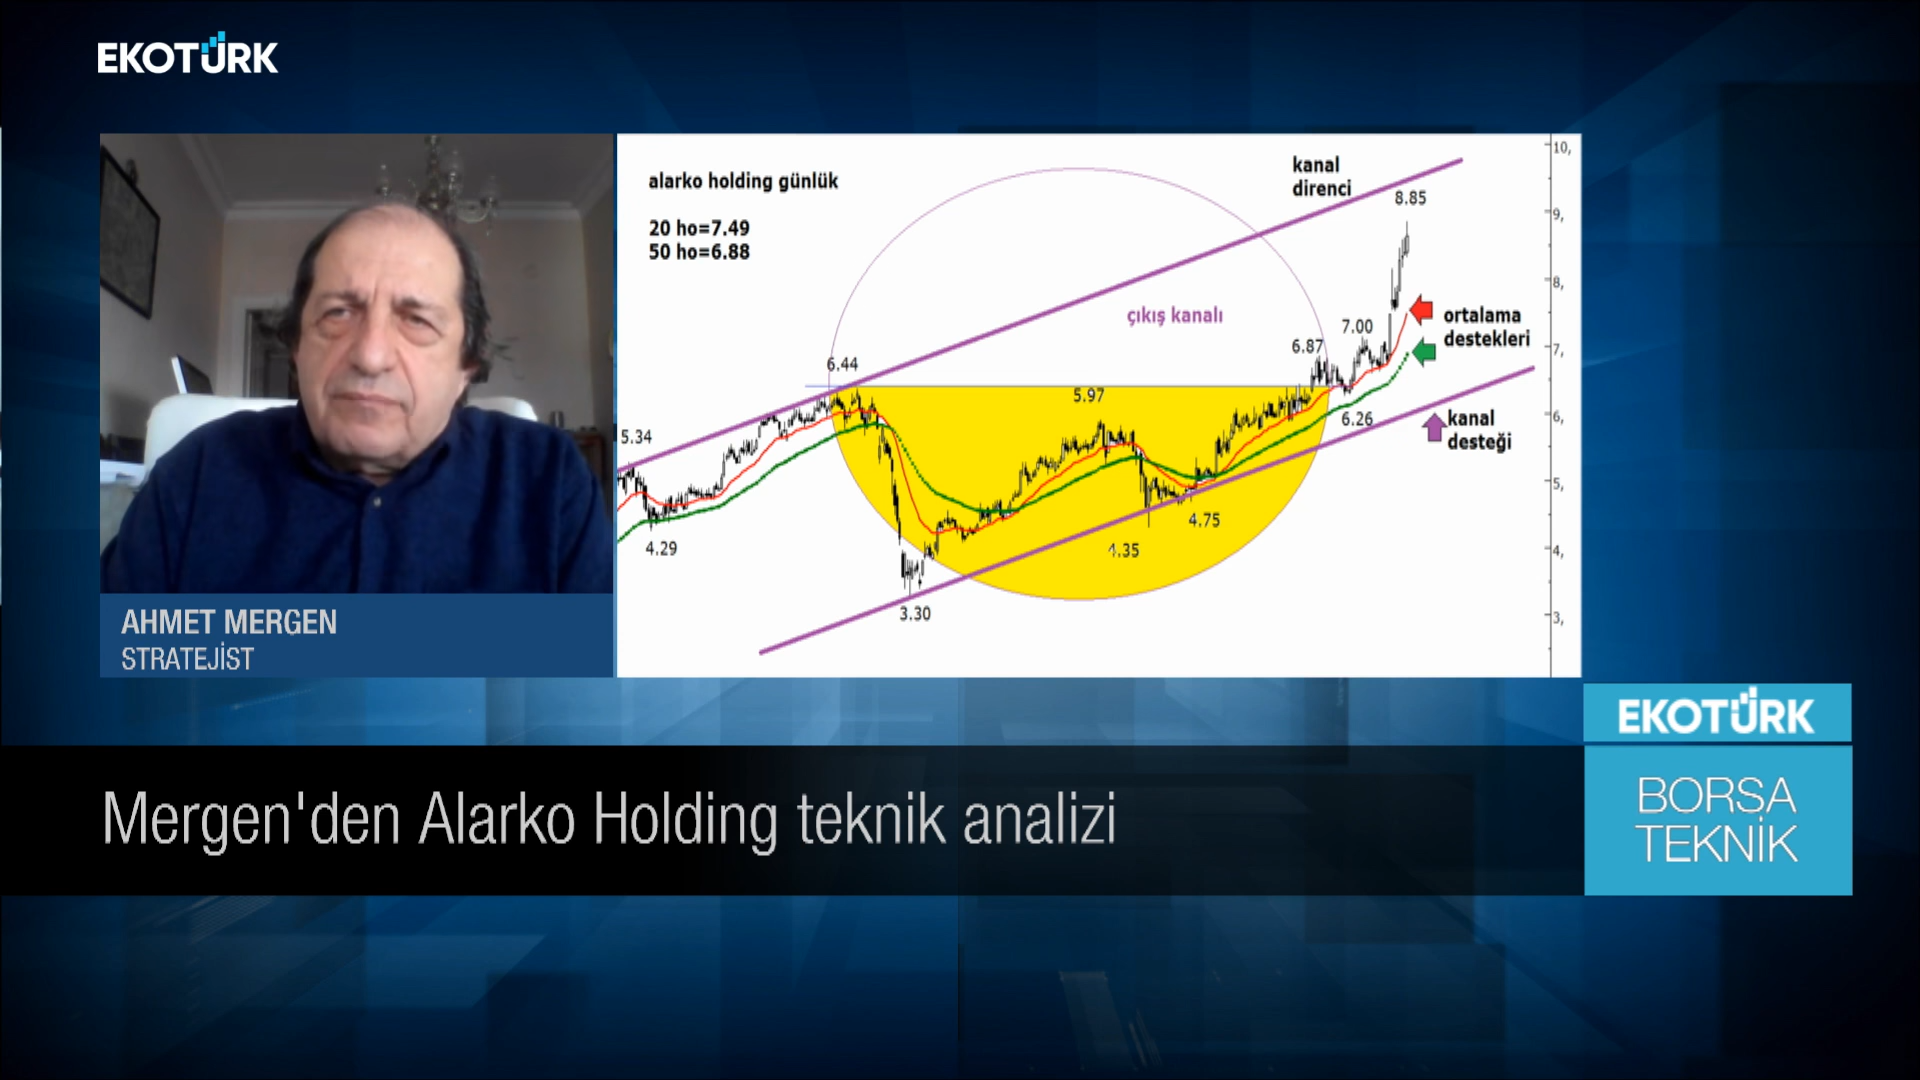 EKOTÜRK
alarko holding günlük
20 ho=7.49
50 ho=6.88
kanal
direnci
8.85
10,
9,
8,
7,
6,
5,
4,
3,
çıkış kanalı
ortalama
destekleri
7.00
6.87
6.44
5.97
6.26
kanal
desteği
5.34
4.29
4.75
4.35
3.30
AHMET MERGEN
STRATEJİST
EKOTÜRK
Mergen'den Alarko Holding teknik analizi
BORSA
TEKNİK